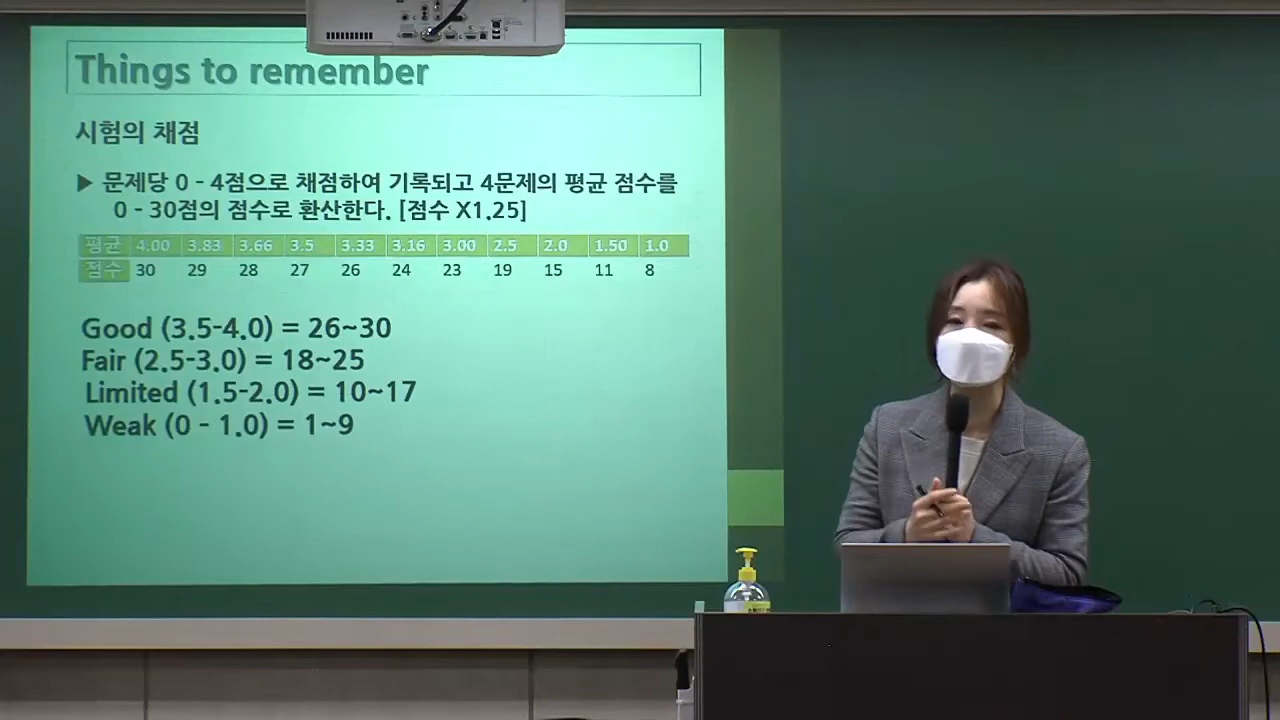 Things to remember
시험의 채점
▶ 문제당 0 - 4점으로 채점하여 기록되고 4문제의 평균 점수를
0 - 30점의 점수로 환산한다. [점수 X1.25]
평균 4.00 3.83 3.66 3.5 3.33 3.16 3.00 2.5 2.0 1.50 1.0
점수 30 29 28 27 26 24 23 19 15 11 8
Good (3.5-4.0) = 26~30
Fair (2.5-3.0) = 18~25
Limited (1.5-2.0) = 10~17
Weak (0 - 1.0) = 1~9